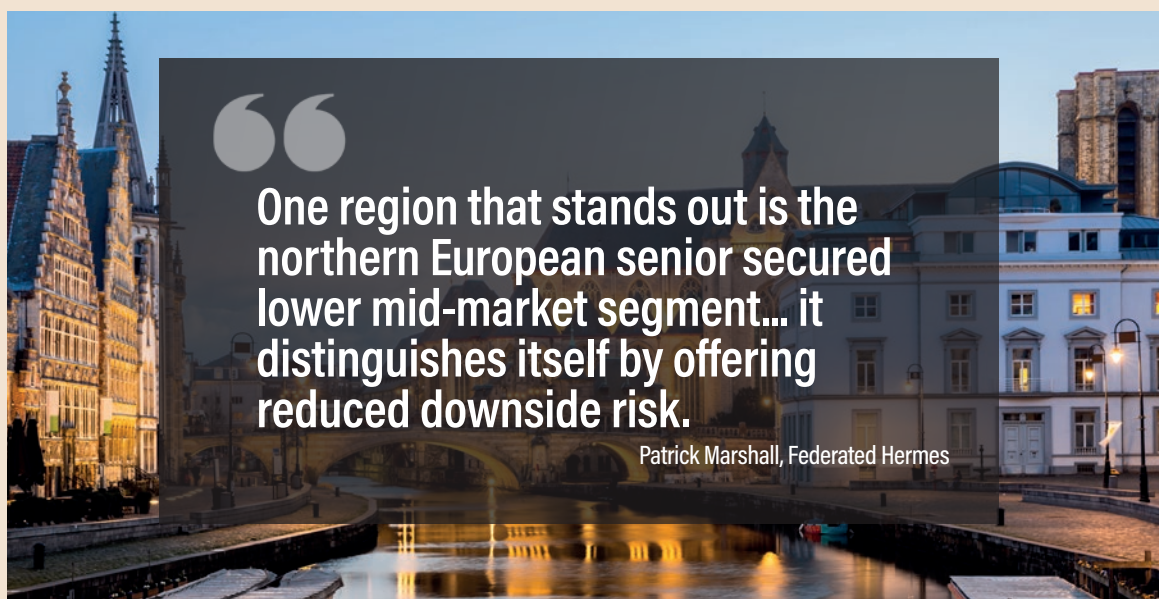 One region that stands out is the
northern European senior secured
lower mid-market segment... it
distinguishes itself by offering
reduced downside risk.
Patrick Marshall, Federated Hermes